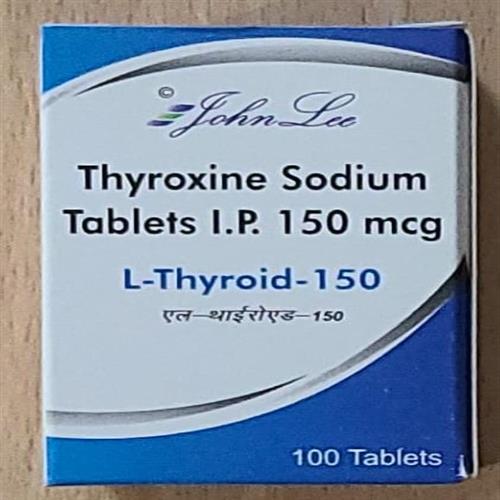 ©
John Lee
Thyroxine Sodium
Tablets I.P. 150 mcg
L-Thyroid-150
एल-थाईरोएड-150
100 Tablets